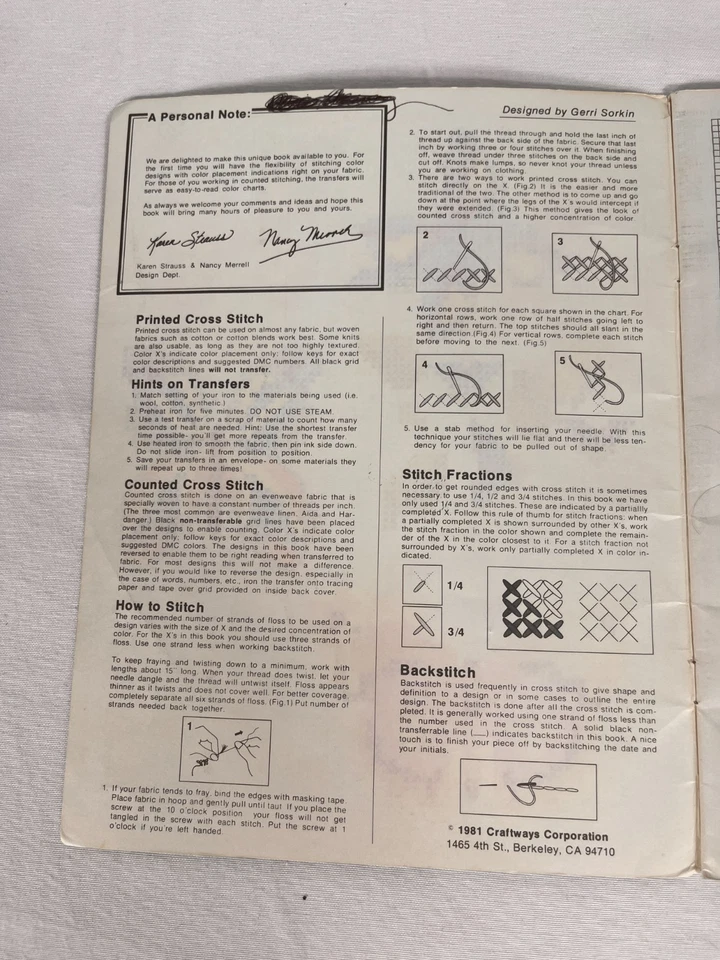 A Personal Note:
We are delighted to make this unique book available to you. For
the first time you will have the flexibility of stitching color
designs with color placement indications right on your fabric.
For those of you working in counted stitching, the transfers will
serve as easy-to-read color charts.
As always we welcome your comments and ideas and hope this
book will bring many hours of pleasure to you and yours.
Karen Strauss Nancy Merrell
Karen Strauss & Nancy Merrell
Design Dept.
Printed Cross Stitch
Printed cross stitch can be used on almost any fabric, but woven
fabrics such as cotton or cotton blends work best. Some knits
are also usable, as long as they are not too highly textured.
Color X's indicate color placement only: follow keys for exact
color descriptions and suggested DMC numbers. All black grid
and backstitch lines will not transfer.
Hints on Transfers
1. Match setting of your iron to the materials being used (i.e.
wool, cotton, synthetic.)
2. Preheat iron for five minutes. DO NOT USE STEAM.
3. Use a test transfer on a scrap of material to count how many
seconds of heat are needed. Hint: Use the shortest transfer
time possible- you'll get more repeats from the transfer.
4. Use heated iron to smooth the fabric, then pin ink side down.
Do not slide iron- lift from position to position.
5. Save your transfers in an envelope- on some materials they
will repeat up to three times!
Counted Cross Stitch
Counted cross stitch is done on an evenweave fabric that is
specially woven to have a constant number of threads per inch.
(The three most common are evenweave linen, Aida and Har-
danger.) Black non-transferable grid lines have been placed
over the designs to enable counting. Color X's indicate color
placement only: follow keys for exact color descriptions and
suggested DMC colors. The designs in this book have been
reversed to enable them to be right reading when transferred to
fabric. For most designs this will not make a difference.
However, if you would like to reverse the design, especially in
the case of words, numbers, etc., iron the transfer onto tracing
paper and tape over grid provided on inside back cover.
How to Stitch
The recommended number of strands of floss to be used on a
design varies with the size of X and the desired concentration of
color. For the X's in this book you should use three strands of
floss. Use one strand less when working backstitch.
To keep fraying and twisting down to a minimum, work with
lengths about 15" long. When your thread does twist, let your
needle dangle and the thread will untwist itself. Floss appears
thinner as it twists and does not cover well. For better coverage,
completely separate all six strands of floss. (Fig.1) Put number of
strands needed back together.
1
1. If your fabric tends to fray, bind the edges with masking tape.
Place fabric in hoop and gently pull until taut. If you place the
screw at the 10 o'clock position your floss will not get
tangled in the screw with each stitch. Put the screw at 1
o'clock if you're left handed.
Designed by Gerri Sorkin
2. To start out, pull the thread through and hold the last inch of
thread up against the back side of the fabric. Secure that last
inch by working three or four stitches over it. When finishing
off, weave thread under three stitches on the back side and
cut off. Knots make lumps, so never knot your thread unless
you are working on clothing.
3. There are two ways to work printed cross stitch. You can
stitch directly on the X. (Fig.2) It is the easier and more
traditional of the two. The other method is to come up and go
down at the point where the legs of the X's would intercept if
they were extended. (Fig.3) This method gives the look of
counted cross stitch and a higher concentration of color.
2
3
4. Work one cross stitch for each square shown in the chart. For
horizontal rows, work one row of half stitches going left to
right and then return. The top stitches should all slant in the
same direction.(Fig.4) For vertical rows, complete each stitch
before moving to the next. (Fig.5)
4
5
5. Use a stab method for inserting your needle. With this
technique your stitches will lie flat and there will be less ten-
dency for your fabric to be pulled out of shape.
Stitch Fractions
In order to get rounded edges with cross stitch it is sometimes
necessary to use 1/4, 1/2 and 3/4 stitches. In this book we have
only used 1/4 and 3/4 stitches. These are indicated by a partially
completed X. Follow this rule of thumb for stitch fractions: when
a partially completed X is shown surrounded by other X's, work
the stitch fraction in the color shown and complete the remain-
der of the X in the color closest to it. For a stitch fraction not
surrounded by X's, work only partially completed X in color in-
dicated.
1/4
3/4
Backstitch
Backstitch is used frequently in cross stitch to give shape and
definition to a design or in some cases to outline the entire
design. The backstitch is done after all the cross stitch is com-
pleted. It is generally worked using one strand of floss less than
the number used in the cross stitch. A solid black non-
transferrable line (___) indicates backstitch in this book. A nice
touch is to finish your piece off by backstitching the date and
your initials.
© 1981 Craftways Corporation
1465 4th St., Berkeley, CA 94710